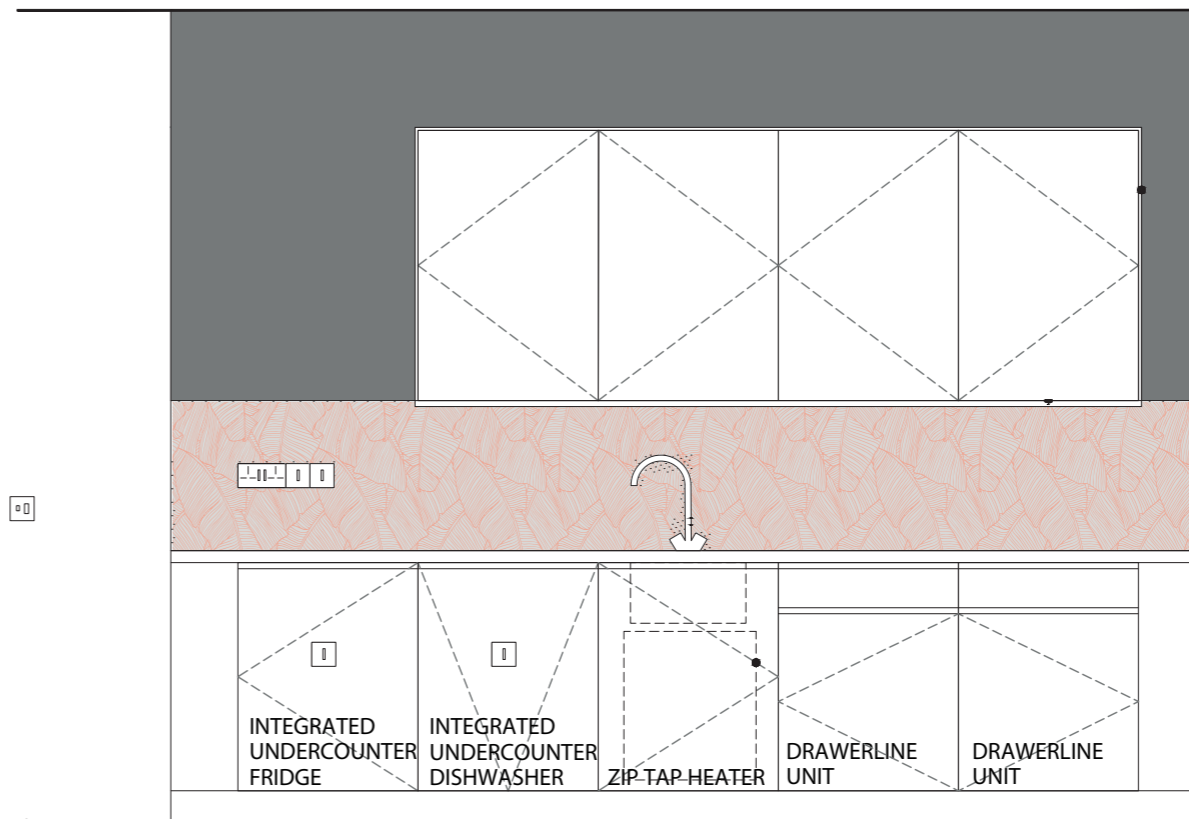 INTEGRATED
UNDERCOUNTER
FRIDGE
INTEGRATED
UNDERCOUNTER
DISHWASHER
ZIP TAP HEATER
DRAWERLINE
UNIT
DRAWERLINE
UNIT